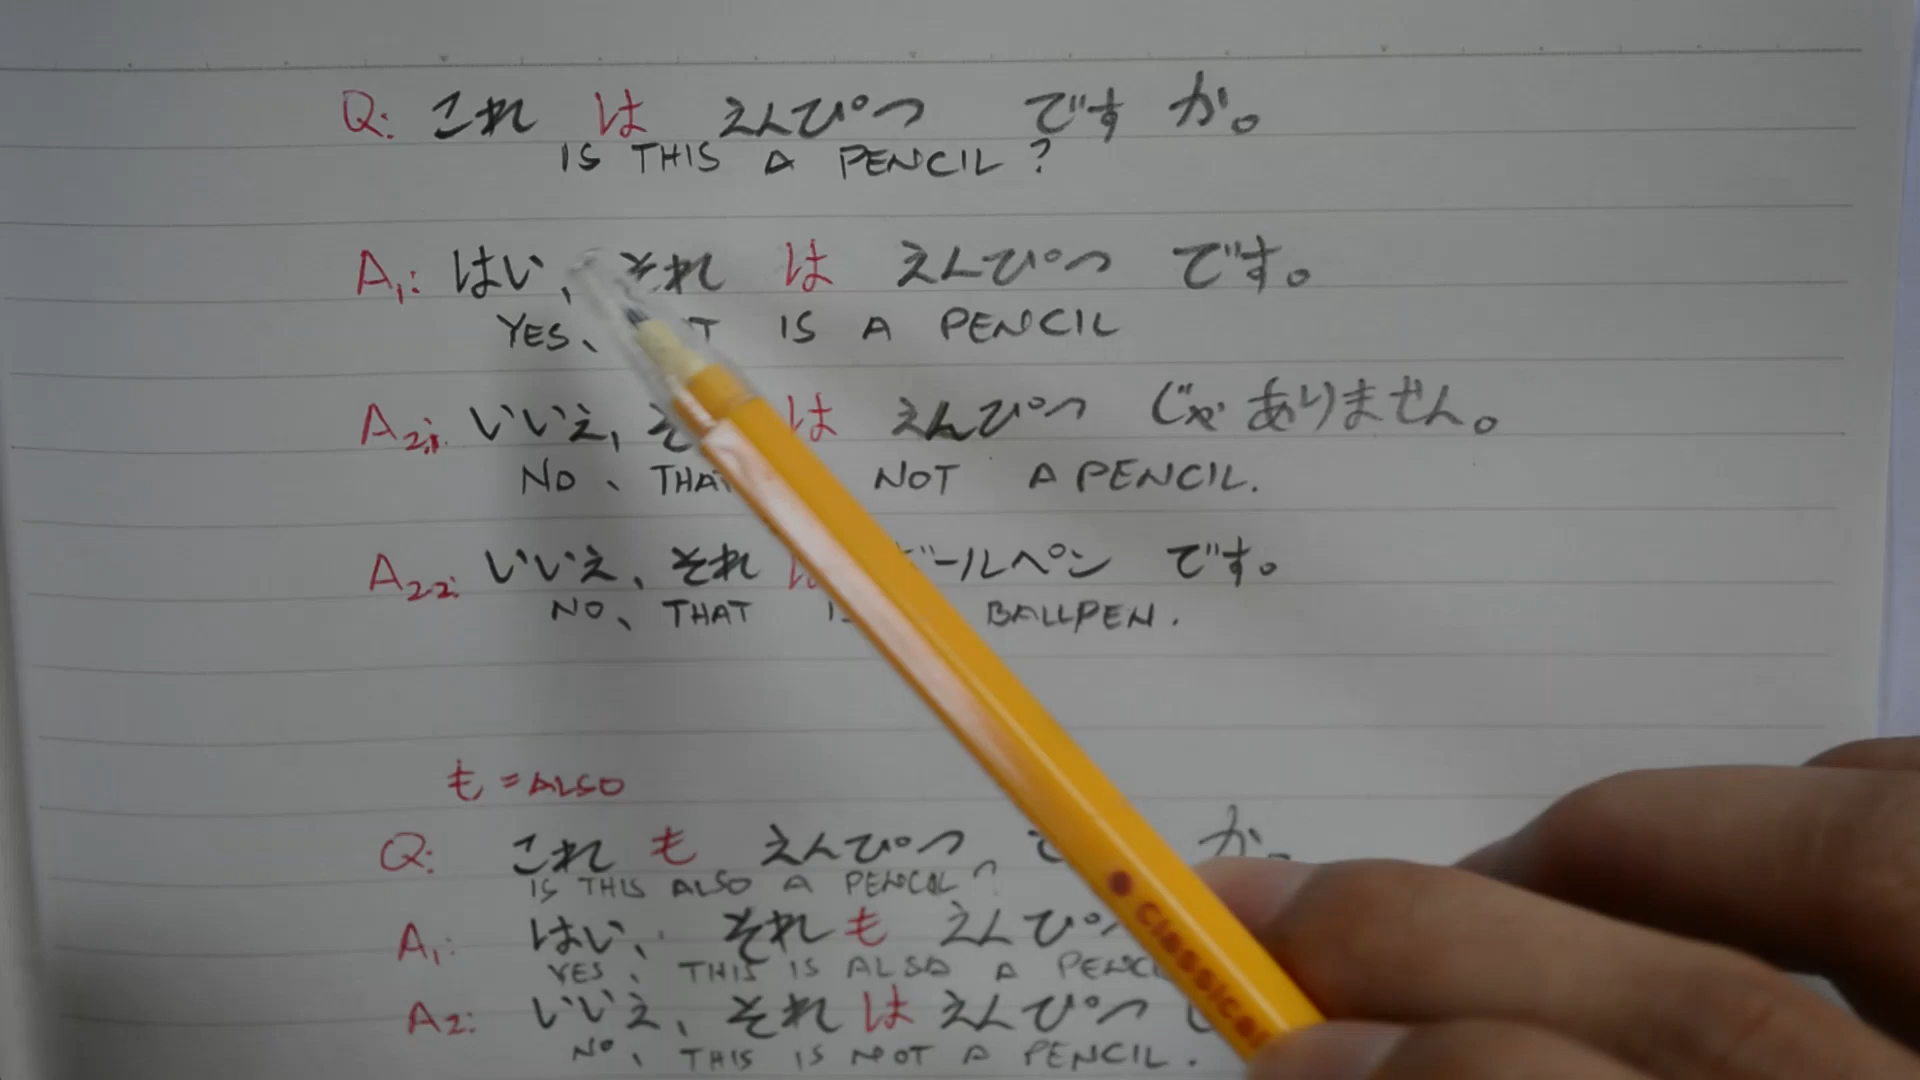 Q: これ は えんぴつ です か。
IS THIS A PENCIL?
A1: はい、それ は えんぴつ です。
YES、 IS A PENCIL
A2.1: いいえ、 は えんぴつ じゃ ありません。
NO、 NOT A PENCIL.
A2.2: いいえ、それ は ールペン です。
NO、THAT BALLPEN.
も = ALSO
Q: これ も えんぴつ か。
IS THIS ALSO A PENCIL?
A1: はい、それ も えんぴ
YES、THIS IS ALSO A
A2: いいえ、それ は えんぴつ
NO、THIS IS NOT A PENCIL.
classical